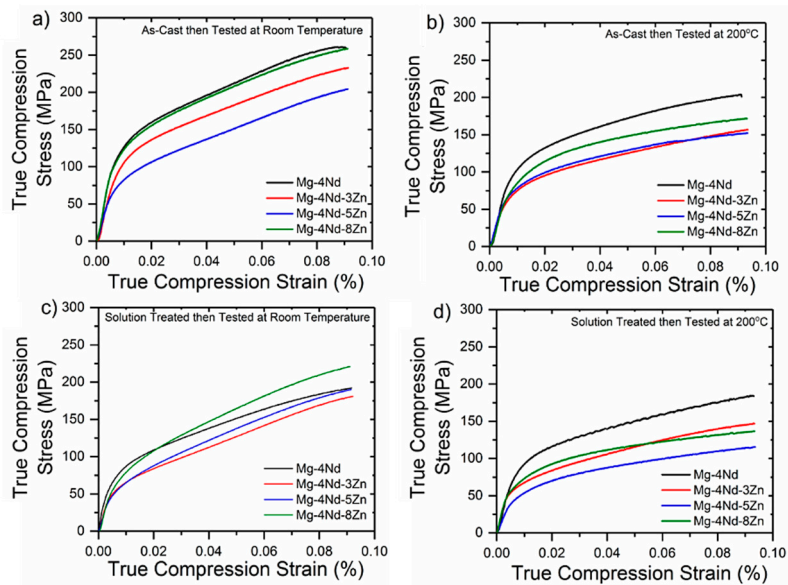 a)
As-Cast then Tested at Room Temperature
300
250
200
150
100
50
0
0.00 0.02 0.04 0.06 0.08 0.10
True Compression
Stress (MPa)
True Compression Strain (%)
Mg-4Nd
Mg-4Nd-3Zn
Mg-4Nd-5Zn
Mg-4Nd-8Zn
b)
As-Cast then Tested at 200°C
300
250
200
150
100
50
0
0.00 0.02 0.04 0.06 0.08 0.10
True Compression
Stress (MPa)
True Compression Strain (%)
Mg-4Nd
Mg-4Nd-3Zn
Mg-4Nd-5Zn
Mg-4Nd-8Zn
c)
Solution Treated then Tested at Room Temperature
300
250
200
150
100
50
0
0.00 0.02 0.04 0.06 0.08 0.10
True Compression
Stress (MPa)
True Compression Strain (%)
Mg-4Nd
Mg-4Nd-3Zn
Mg-4Nd-5Zn
Mg-4Nd-8Zn
d)
Solution Treated then Tested at 200°C
300
250
200
150
100
50
0
0.00 0.02 0.04 0.06 0.08 0.10
True Compression
Stress (MPa)
True Compression Strain (%)
Mg-4Nd
Mg-4Nd-3Zn
Mg-4Nd-5Zn
Mg-4Nd-8Zn